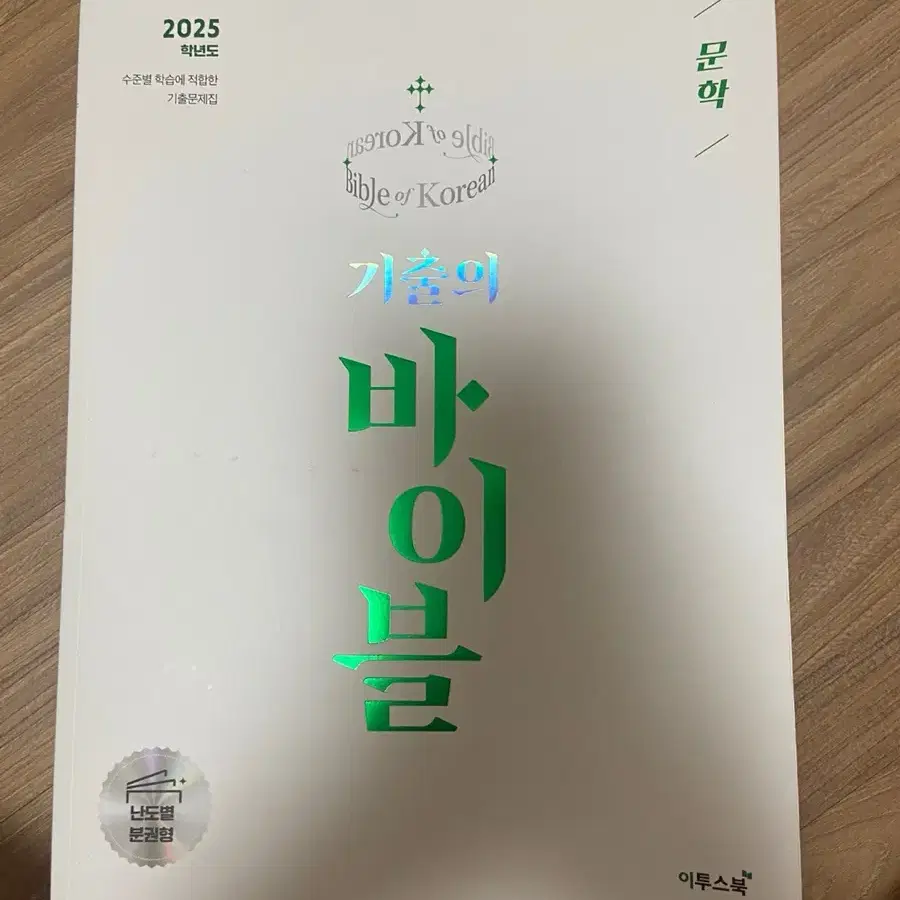 2025
학년도
수준별 학습에 적합한
기출문제집
문학
Bible of Korean
Bible of Korean
기출의
바이블
난도별
분권형
이투스북